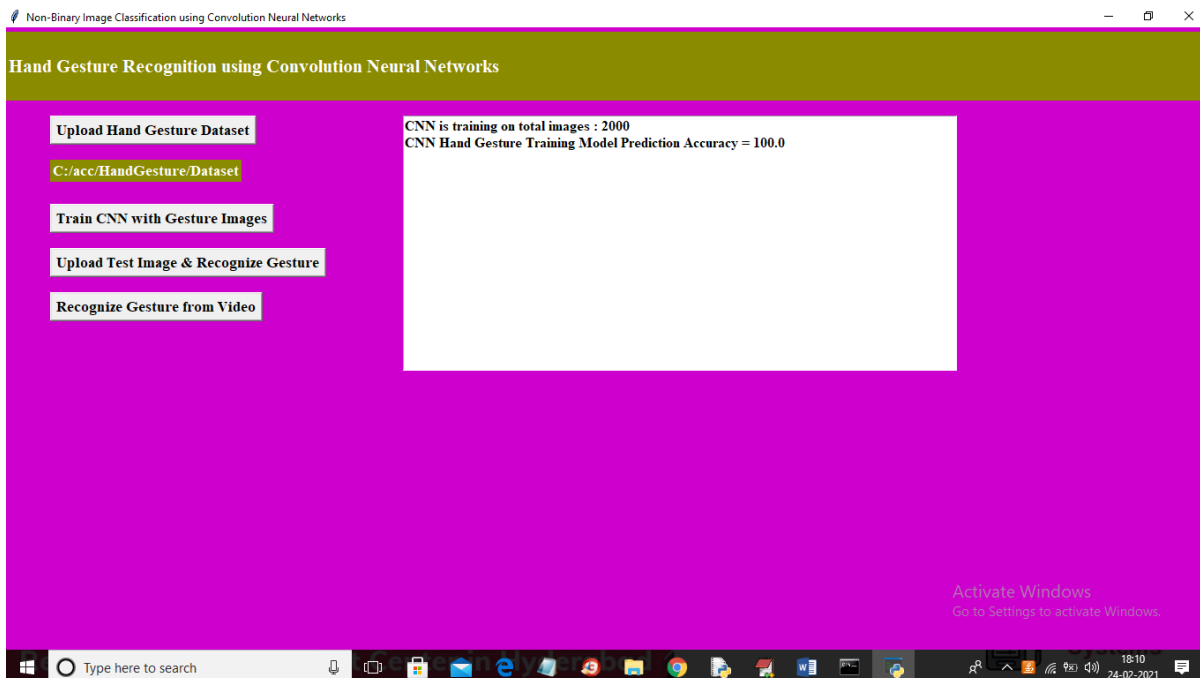 Non-Binary Image Classification using Convolution Neural Networks
Hand Gesture Recognition using Convolution Neural Networks
Upload Hand Gesture Dataset
C:/acc/HandGesture/Dataset
Train CNN with Gesture Images
Upload Test Image & Recognize Gesture
Recognize Gesture from Video
CNN is training on total images : 2000
CNN Hand Gesture Training Model Prediction Accuracy = 100.0
Activate Windows
Go to Settings to activate Windows.
Type here to search
18:10
24-02-2021